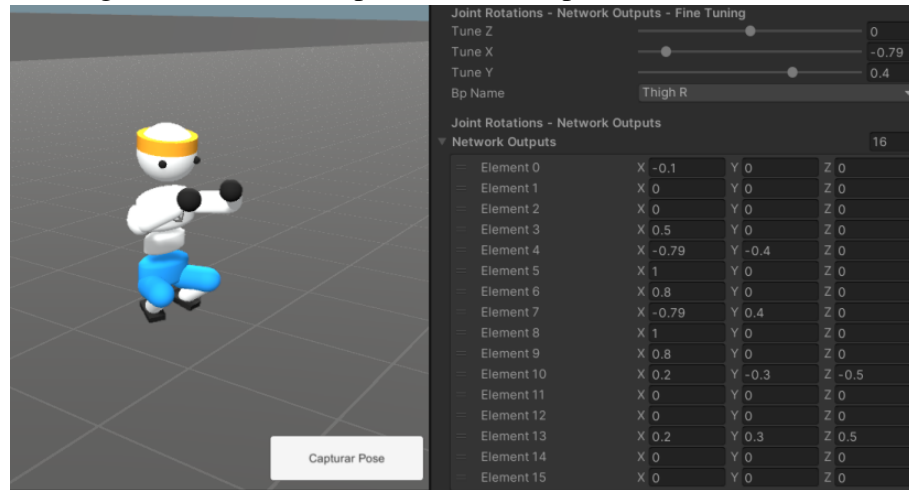 Joint Rotations - Network Outputs - Fine Tuning
Tune Z 0
Tune X -0.79
Tune Y 0.4
Bp Name Thigh R
Joint Rotations - Network Outputs
Network Outputs 16
Element 0 X -0.1 Y 0 Z 0
Element 1 X 0 Y 0 Z 0
Element 2 X 0 Y 0 Z 0
Element 3 X 0.5 Y 0 Z 0
Element 4 X -0.79 Y -0.4 Z 0
Element 5 X 1 Y 0 Z 0
Element 6 X 0.8 Y 0 Z 0
Element 7 X -0.79 Y 0.4 Z 0
Element 8 X 1 Y 0 Z 0
Element 9 X 0.8 Y 0 Z 0
Element 10 X 0.2 Y -0.3 Z -0.5
Element 11 X 0 Y 0 Z 0
Element 12 X 0 Y 0 Z 0
Element 13 X 0.2 Y 0.3 Z 0.5
Element 14 X 0 Y 0 Z 0
Element 15 X 0 Y 0 Z 0
Capturar Pose